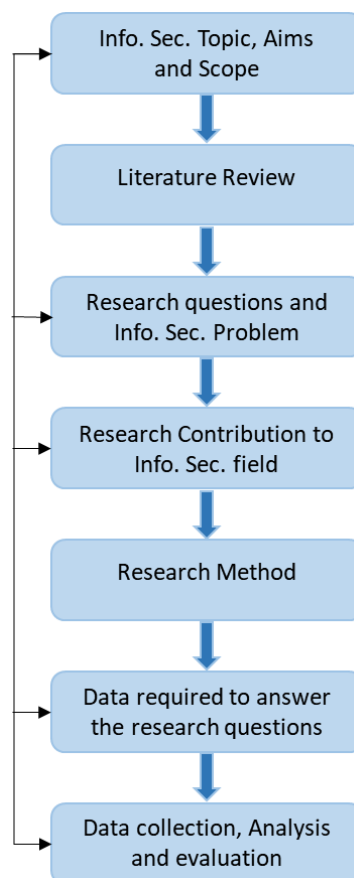 Info. Sec. Topic, Aims
and Scope
Literature Review
Research questions and
Info. Sec. Problem
Research Contribution to
Info. Sec. field
Research Method
Data required to answer
the research questions
Data collection, Analysis
and evaluation